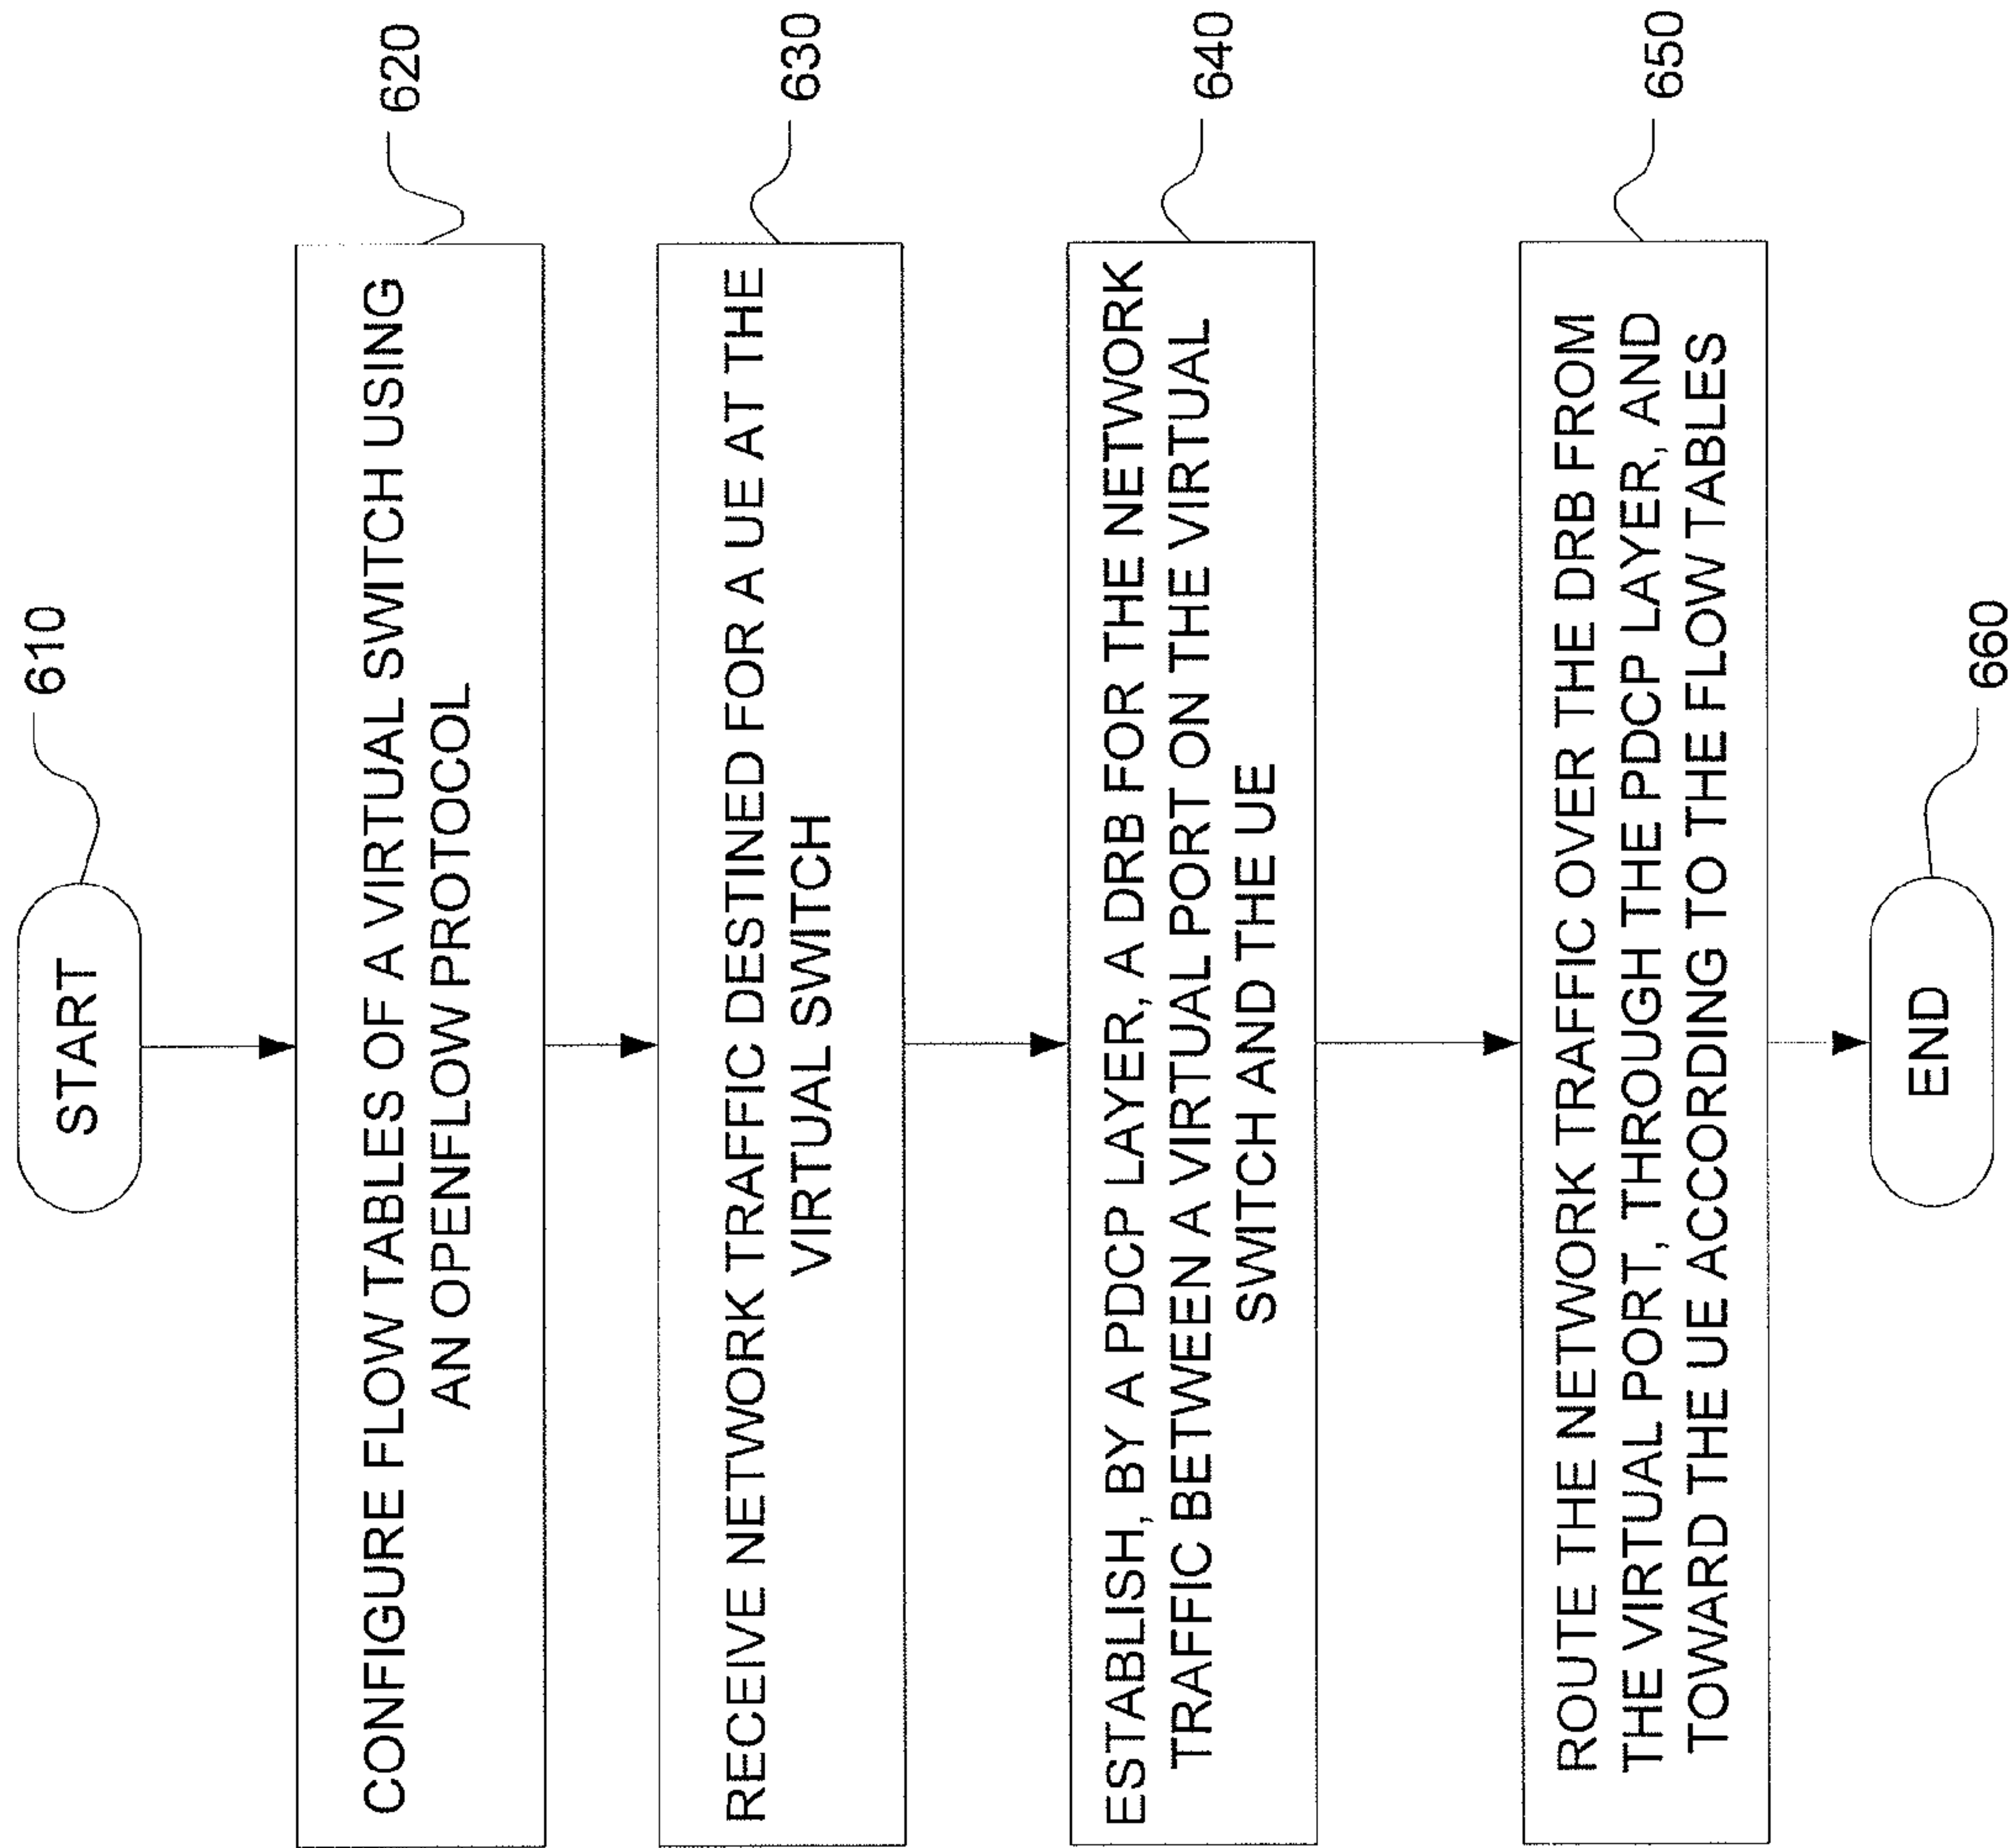 START
610
CONFIGURE FLOW TABLES OF A VIRTUAL SWITCH USING
AN OPENFLOW PROTOCOL
620
RECEIVE NETWORK TRAFFIC DESTINED FOR A UE AT THE
VIRTUAL SWITCH
630
ESTABLISH, BY A PDCP LAYER, A DRB FOR THE NETWORK
TRAFFIC BETWEEN A VIRTUAL PORT ON THE VIRTUAL
SWITCH AND THE UE
640
ROUTE THE NETWORK TRAFFIC OVER THE DRB FROM
THE VIRTUAL PORT, THROUGH THE PDCP LAYER, AND
TOWARD THE UE ACCORDING TO THE FLOW TABLES
650
END
660